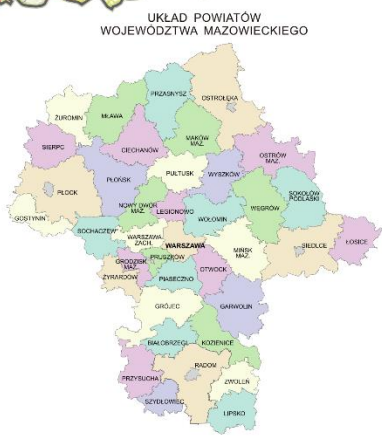 UKŁAD POWIATÓW
WOJEWÓDZTWA MAZOWIECKIEGO
PRZASNYSZ
OSTROŁĘKA
ŻUROMIN
MŁAWA
MAKÓW
MAZ.
SIERPC
CIECHANÓW
OSTRÓW
MAZ.
PŁOŃSK
PUŁTUSK
WYSZKÓW
PŁOCK
SOKOŁÓW
PODLASKI
NOWY DWÓR
MAZ.
LEGIONOWO
WĘGRÓW
GOSTYNIN
WOŁOMIN
SOCHACZEW
WARSZAWA
ZACH.
WARSZAWA
MIŃSK
MAZ.
SIEDLCE
ŁOSICE
PRUSZKÓW
GRODZISK
MAZ.
OTWOCK
ŻYRARDÓW
PIASECZNO
GRÓJEC
GARWOLIN
BIAŁOBRZEGI
KOZIENICE
PRZYSUCHA
RADOM
ZWOLEŃ
SZYDŁOWIEC
LIPSKO